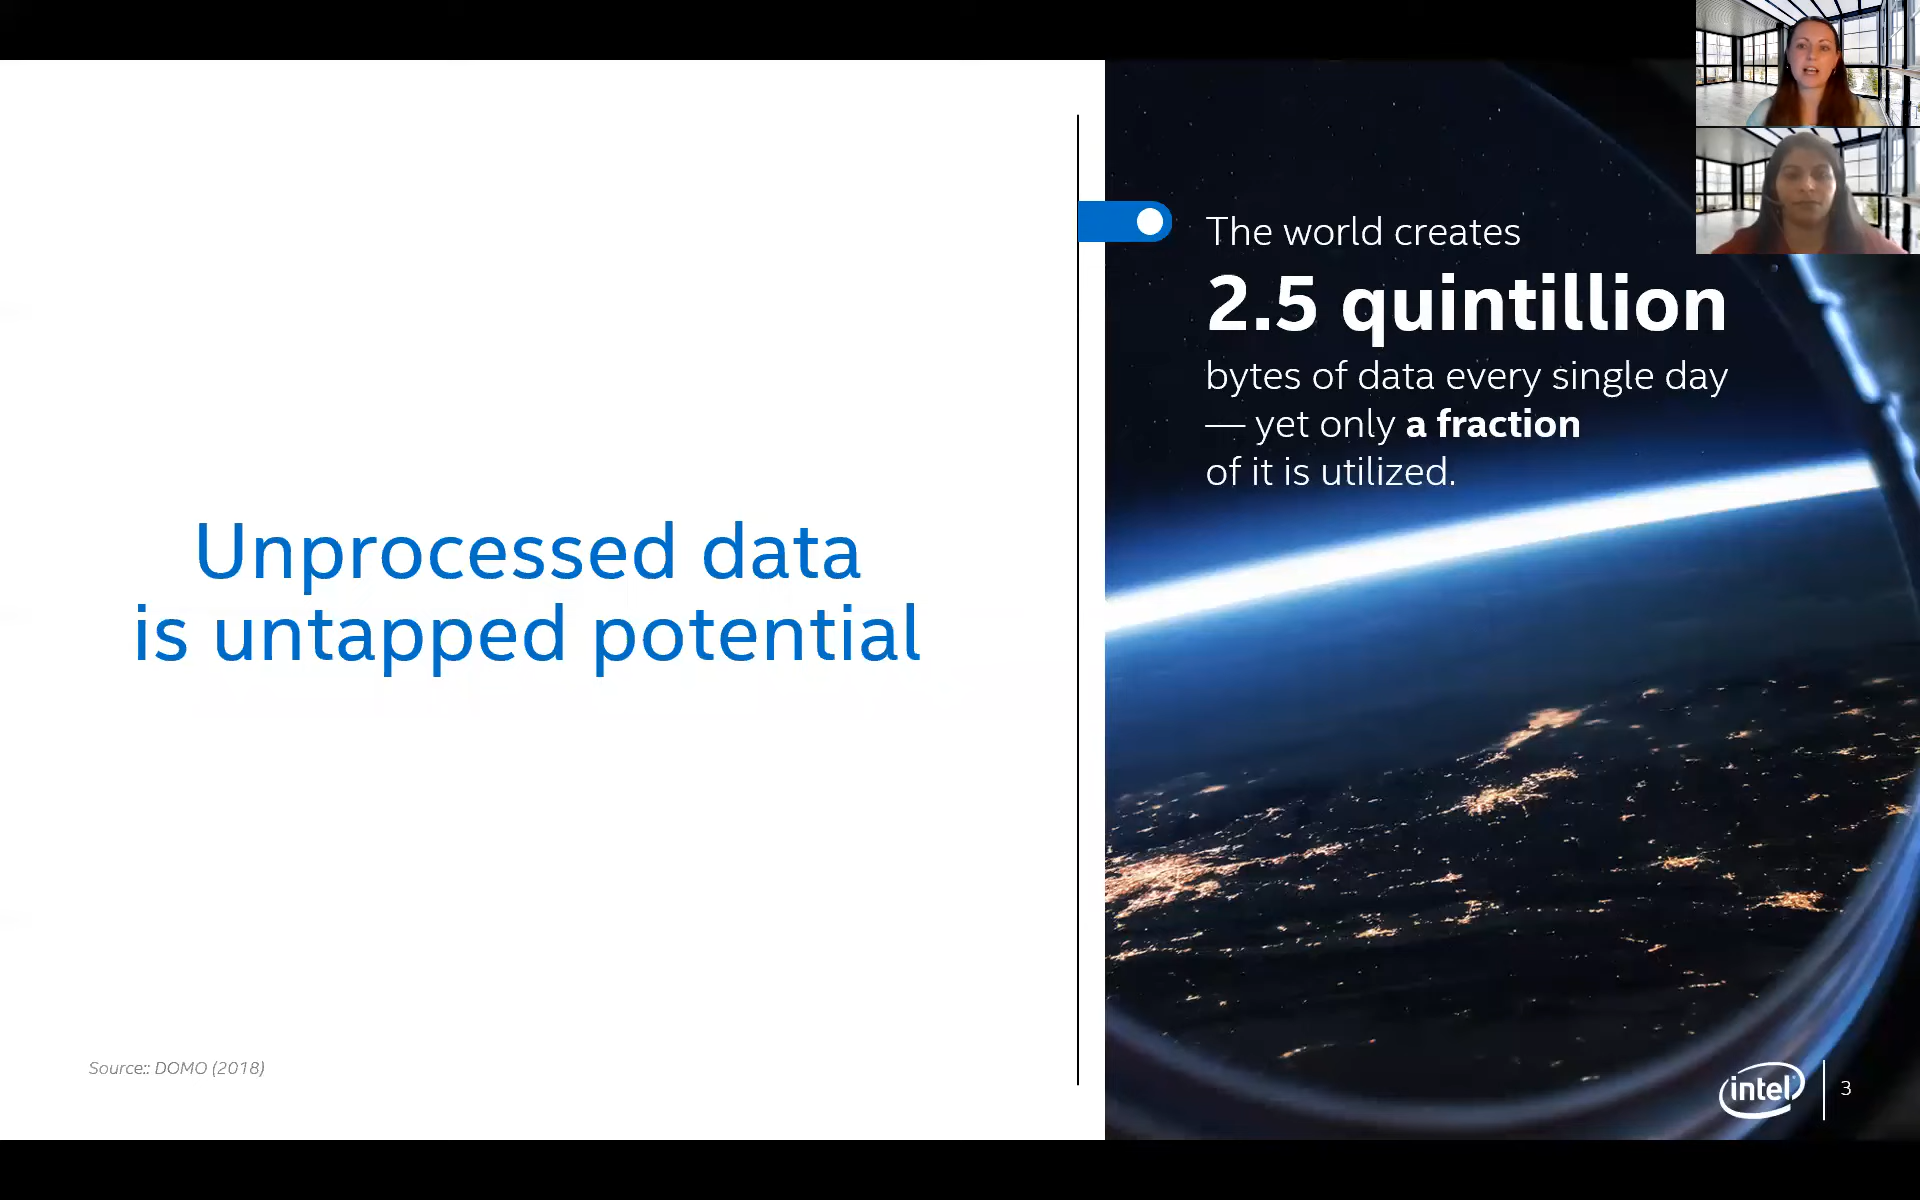 Unprocessed data
is untapped potential
Source:: DOMO (2018)
The world creates
2.5 quintillion
bytes of data every single day
— yet only a fraction
of it is utilized.
intel
3